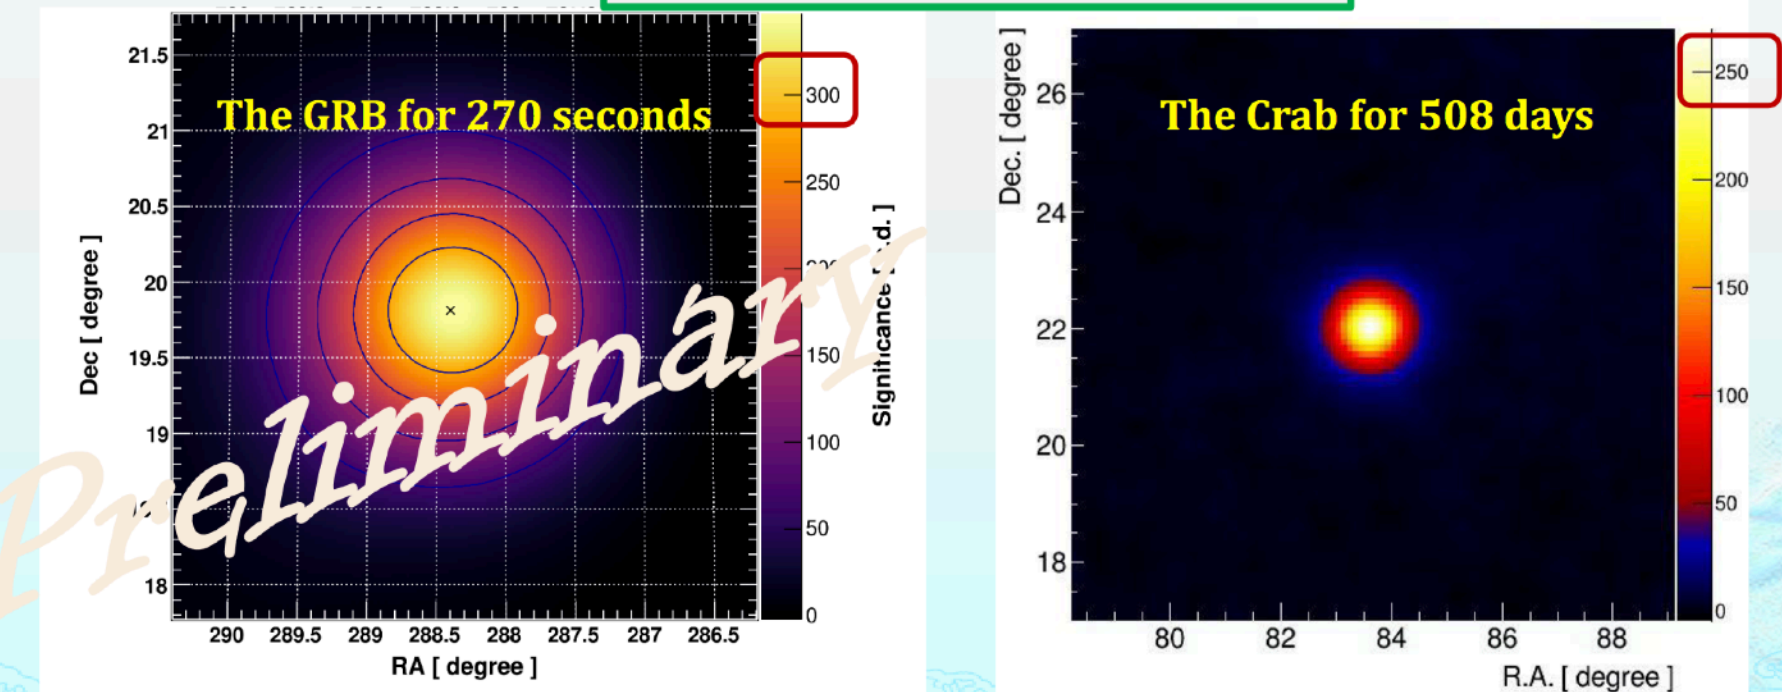 The GRB for 270 seconds
21.5
21
20.5
20
19.5
19
18
Dec [ degree ]
290 289.5 289 288.5 288 287.5 287 286.5
RA [ degree ]
300
250
150
100
50
0
Significance
Preliminary
The Crab for 508 days
26
24
22
20
18
Dec. [ degree ]
80 82 84 86 88
R.A. [ degree ]
250
200
150
100
50
0